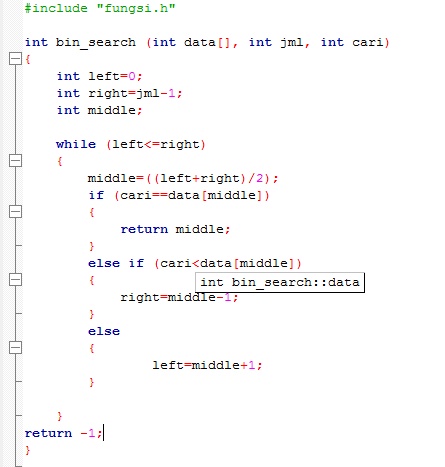 #include "fungsi.h"
int bin_search (int data[], int jml, int cari)
{
int left=0;
int right=jml-1;
int middle;
while (left<=right)
{
middle=((left+right)/2);
if (cari==data[middle])
{
return middle;
}
else if (cari<data[middle])
{
int bin_search::data
right=middle-1;
}
else
{
left=middle+1;
}
}
return -1;
}